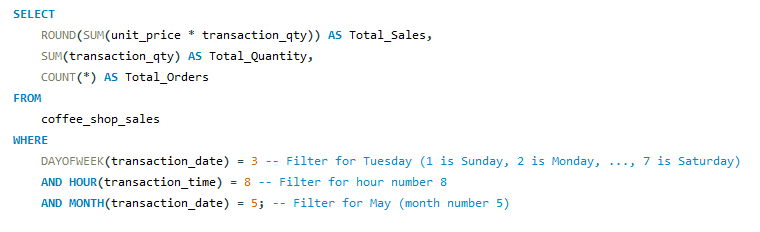 SELECT
ROUND(SUM(unit_price * transaction_qty)) AS Total_Sales,
SUM(transaction_qty) AS Total_Quantity,
COUNT(*) AS Total_Orders
FROM
coffee_shop_sales
WHERE
DAYOFWEEK(transaction_date) = 3 -- Filter for Tuesday (1 is Sunday, 2 is Monday, ..., 7 is Saturday)
AND HOUR(transaction_time) = 8 -- Filter for hour number 8
AND MONTH(transaction_date) = 5; -- Filter for May (month number 5)